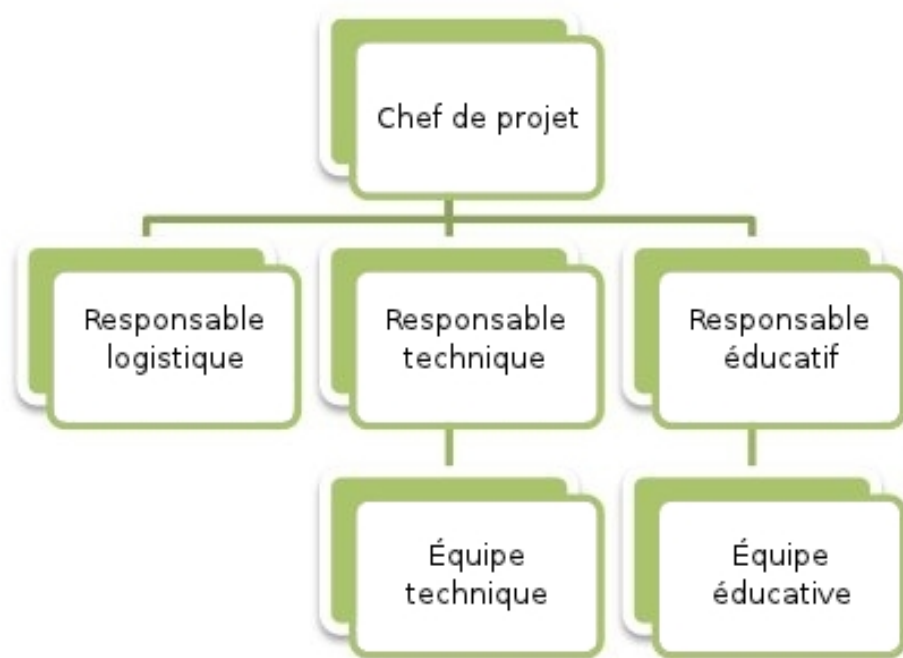 Chef de projet
Responsable
logistique
Responsable
technique
Responsable
éducatif
Équipe
technique
Équipe
éducative